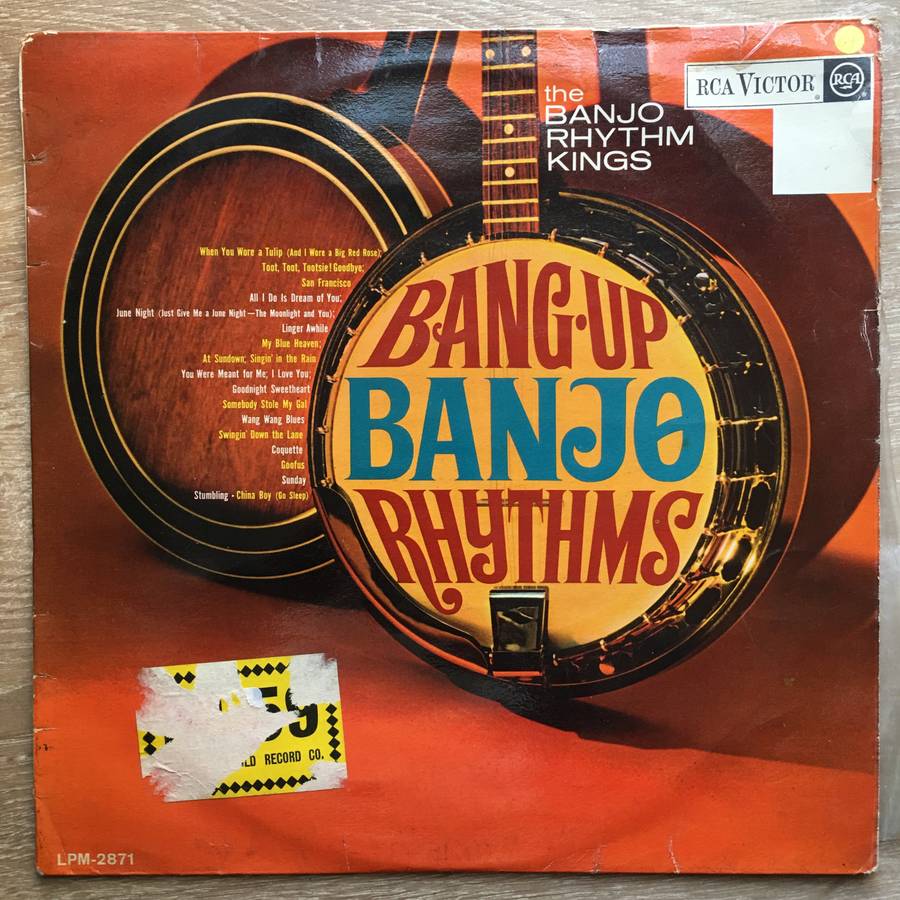 RCA VICTOR RCA
the
BANJO
RHYTHM
KINGS
When You Wore a Tulip (And I Wore a Big Red Rose);
Toot, Toot, Tootsie! Goodbye;
San Francisco
All I Do Is Dream of You;
June Night (Just Give Me a June Night—The Moonlight and You);
Linger Awhile
My Blue Heaven;
At Sundown; Singin' in the Rain
You Were Meant for Me; I Love You;
Goodnight Sweetheart
Somebody Stole My Gal
Wang Wang Blues
Swingin' Down the Lane
Coquette
Goofus
Sunday
Stumbling • China Boy (Go Sleep)
BANG-UP
BANJO
RHYTHMS
59
RECORD CO.
LPM-2871